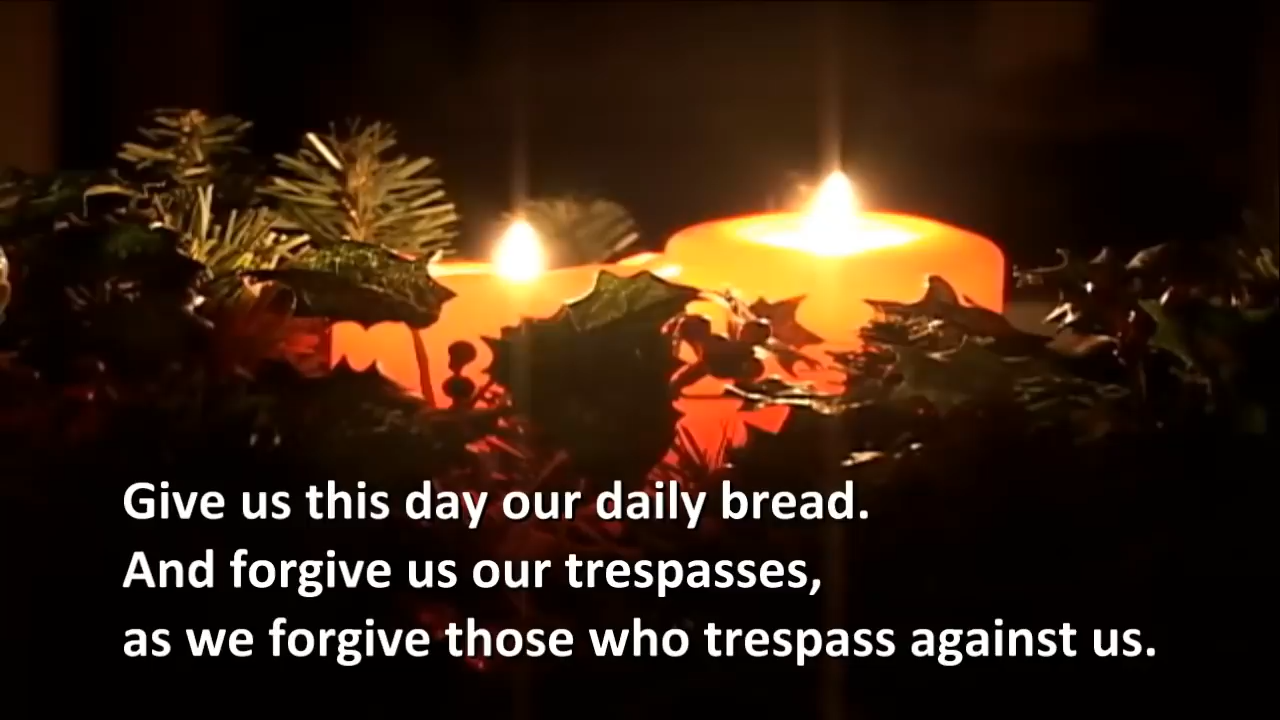 Give us this day our daily bread.
And forgive us our trespasses,
as we forgive those who trespass against us.